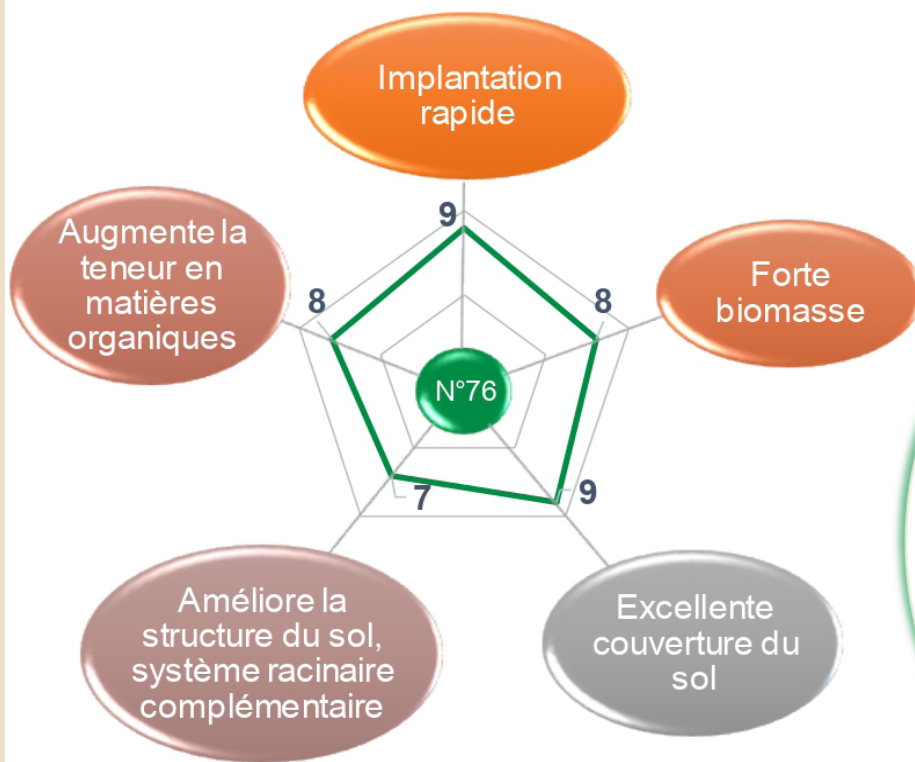 Implantation
rapide
9
Augmente la
teneur en
matières
organiques
8
8
Forte
biomasse
N°76
7
9
Améliore la
structure du sol,
système racinaire
complémentaire
Excellente
couverture du
sol